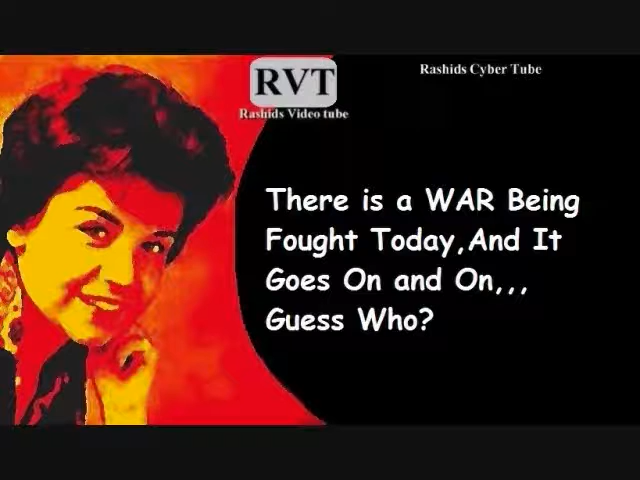 RVT
Rashids Video tube
Rashids Cyber Tube
There is a WAR Being
Fought Today,And It
Goes On and On,,,
Guess Who?